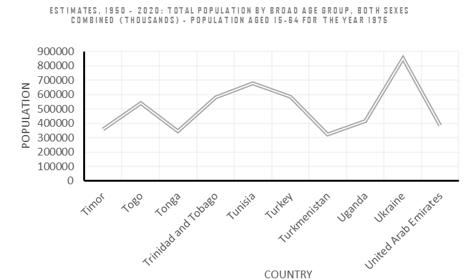 ESTIMATES, 1950 - 2020: TOTAL POPULATION BY BROAD AGE GROUP, BOTH SEXES
COMBINED (THOUSANDS) - POPULATION AGED 15-64 FOR THE YEAR 1975
900000
800000
700000
600000
500000
400000
300000
200000
100000
0
POPULATION
Timor
Togo
Tonga
Trinidad and Tobago
Tunisia
Turkey
Turkmenistan
Uganda
Ukraine
United Arab Emirates
COUNTRY